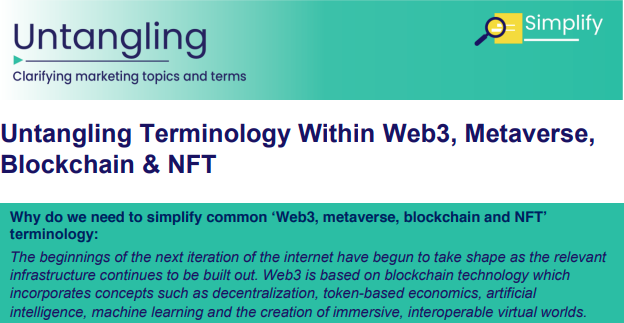 Untangling
Simplify
Clarifying marketing topics and terms
Untangling Terminology Within Web3, Metaverse,
Blockchain & NFT
Why do we need to simplify common ‘Web3, metaverse, blockchain and NFT’
terminology:
The beginnings of the next iteration of the internet have begun to take shape as the relevant
infrastructure continues to be built out. Web3 is based on blockchain technology which
incorporates concepts such as decentralization, token-based economics, artificial
intelligence, machine learning and the creation of immersive, interoperable virtual worlds.